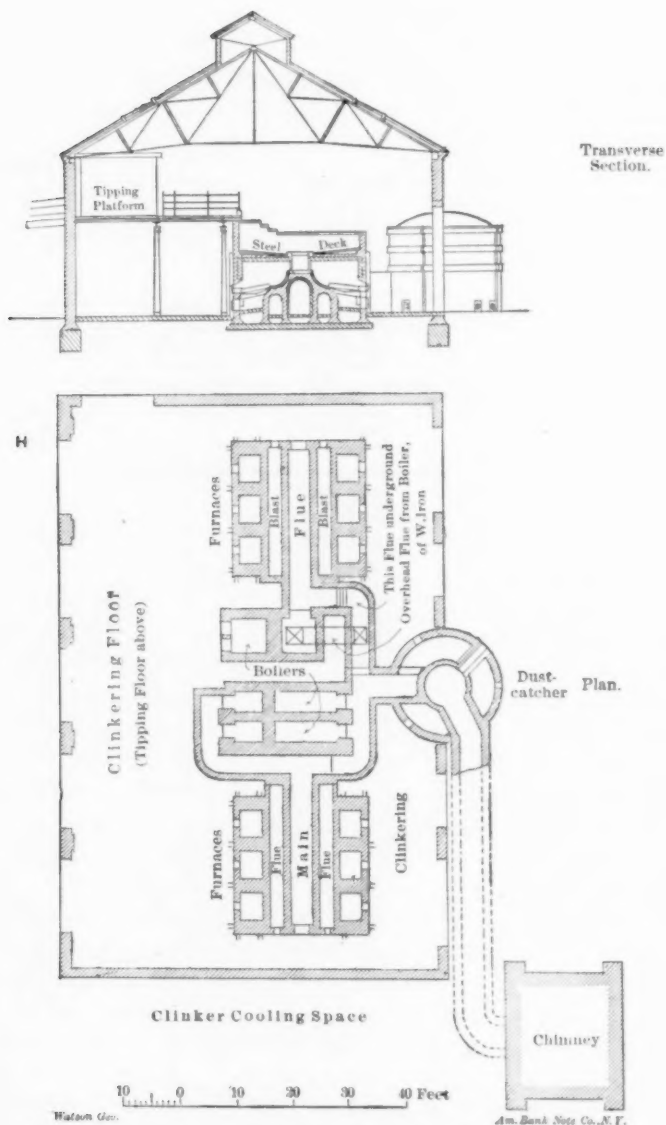 Transverse
Section.
Tipping
Platform
Steel Deck
H
Furnaces
Blast
Flue
Blast
This Flue underground
Overhead Flue from Boiler,
of W. Iron
Clinkering Floor
(Tipping Floor above)
Boilers
Dust-
catcher Plan.
Furnaces
Flue
Main
Flue
Clinkering
Clinker Cooling Space
Chimney
10 0 10 20 30 40 Feet
Am. Bank Note Co., N.Y.